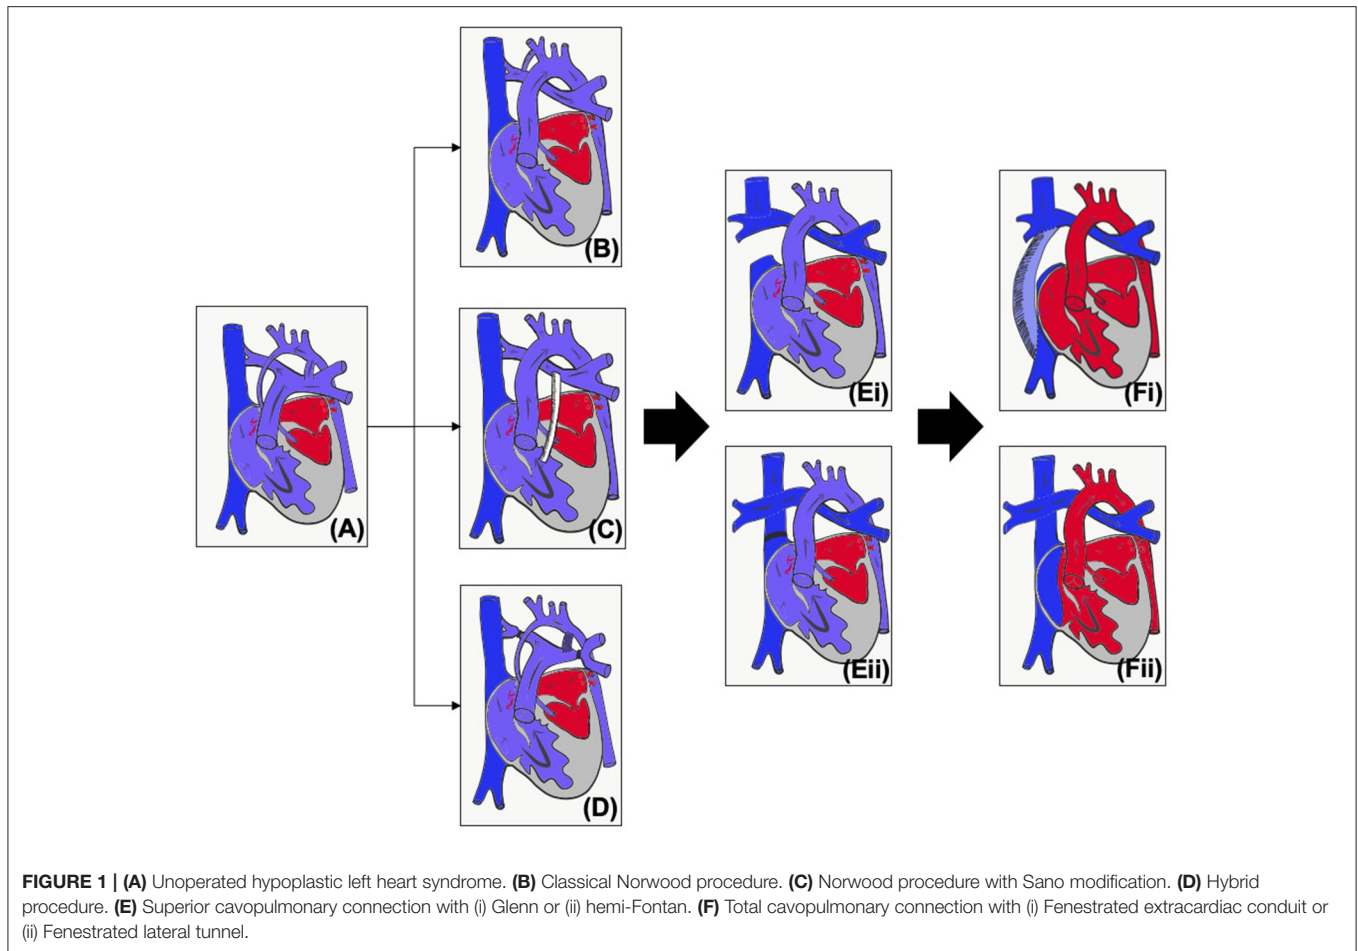 (B)
(A)
(C)
(D)
(Ei)
(Eii)
(Fi)
(Fii)
FIGURE 1 | (A) Unoperated hypoplastic left heart syndrome. (B) Classical Norwood procedure. (C) Norwood procedure with Sano modification. (D) Hybrid
procedure. (E) Superior cavopulmonary connection with (i) Glenn or (ii) hemi-Fontan. (F) Total cavopulmonary connection with (i) Fenestrated extracardiac conduit or
(ii) Fenestrated lateral tunnel.